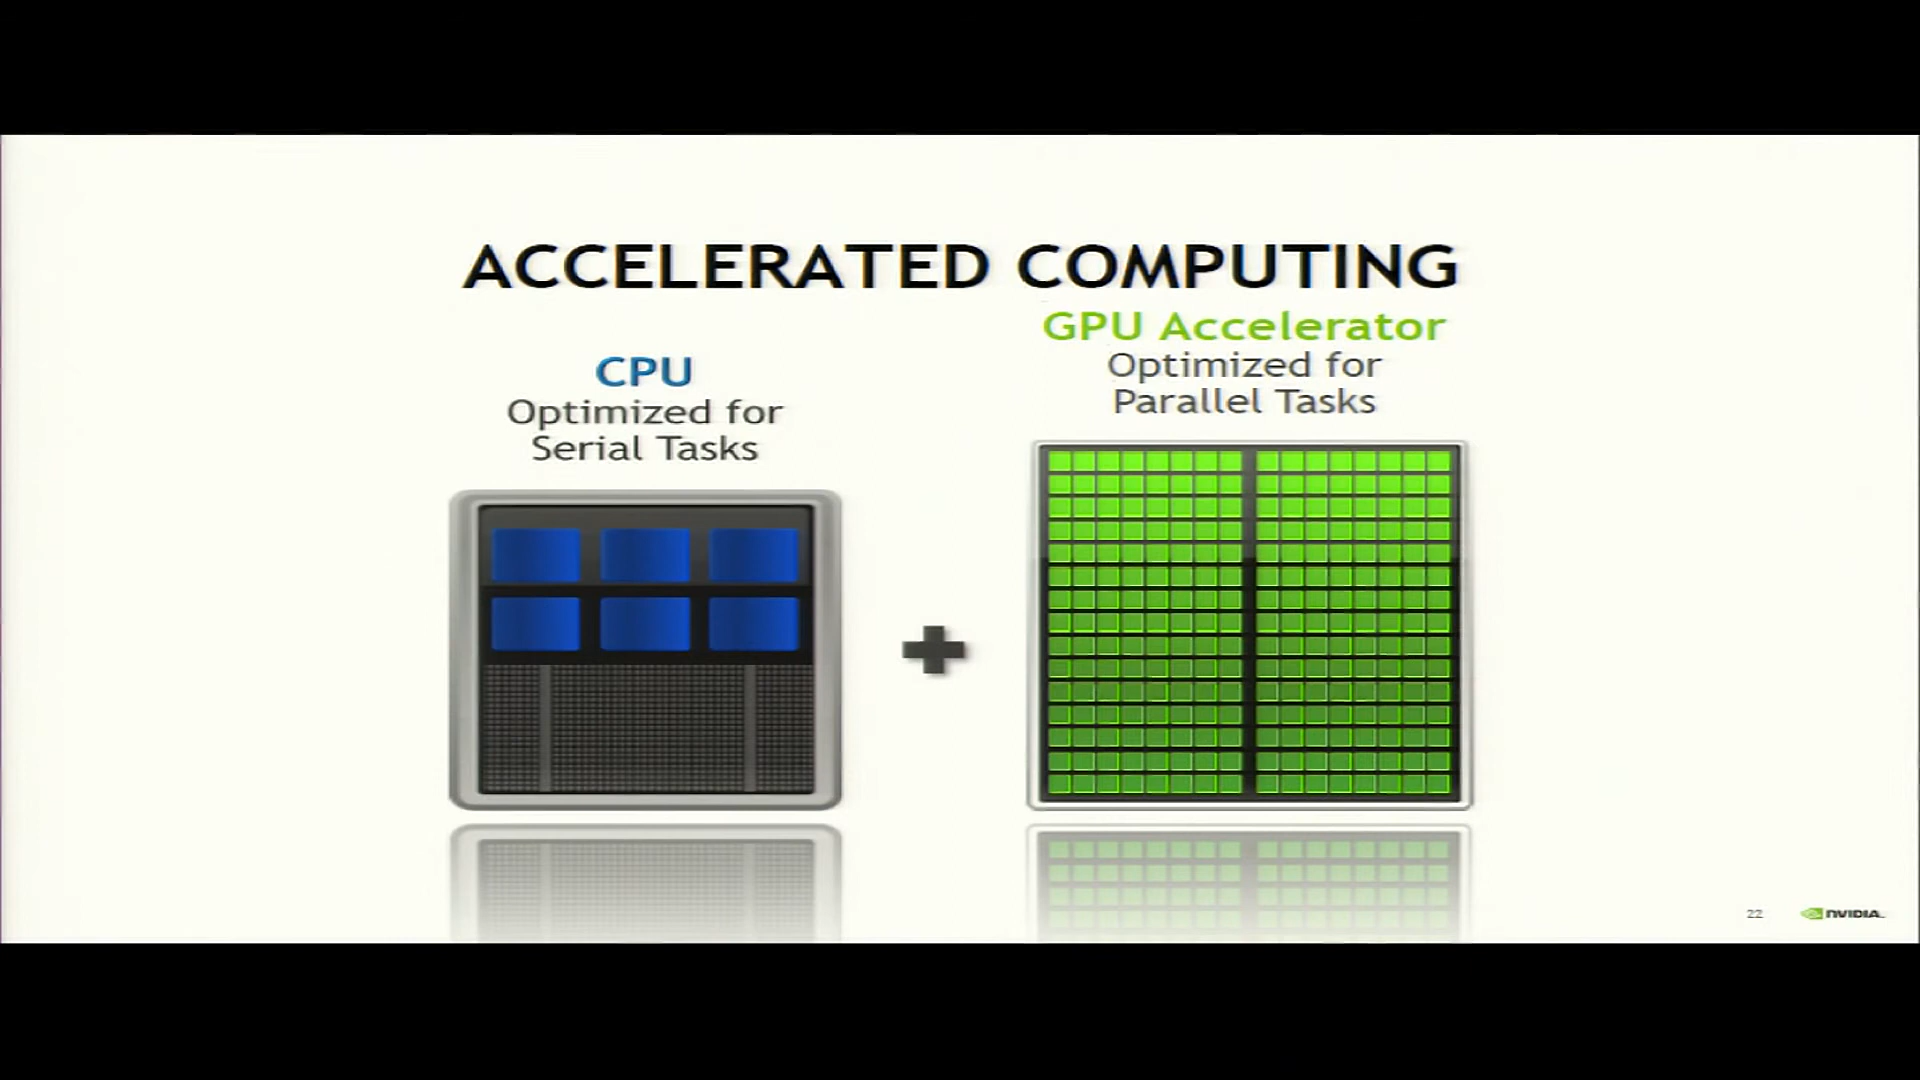 ACCELERATED COMPUTING
CPU
Optimized for
Serial Tasks
GPU Accelerator
Optimized for
Parallel Tasks
22
NVIDIA